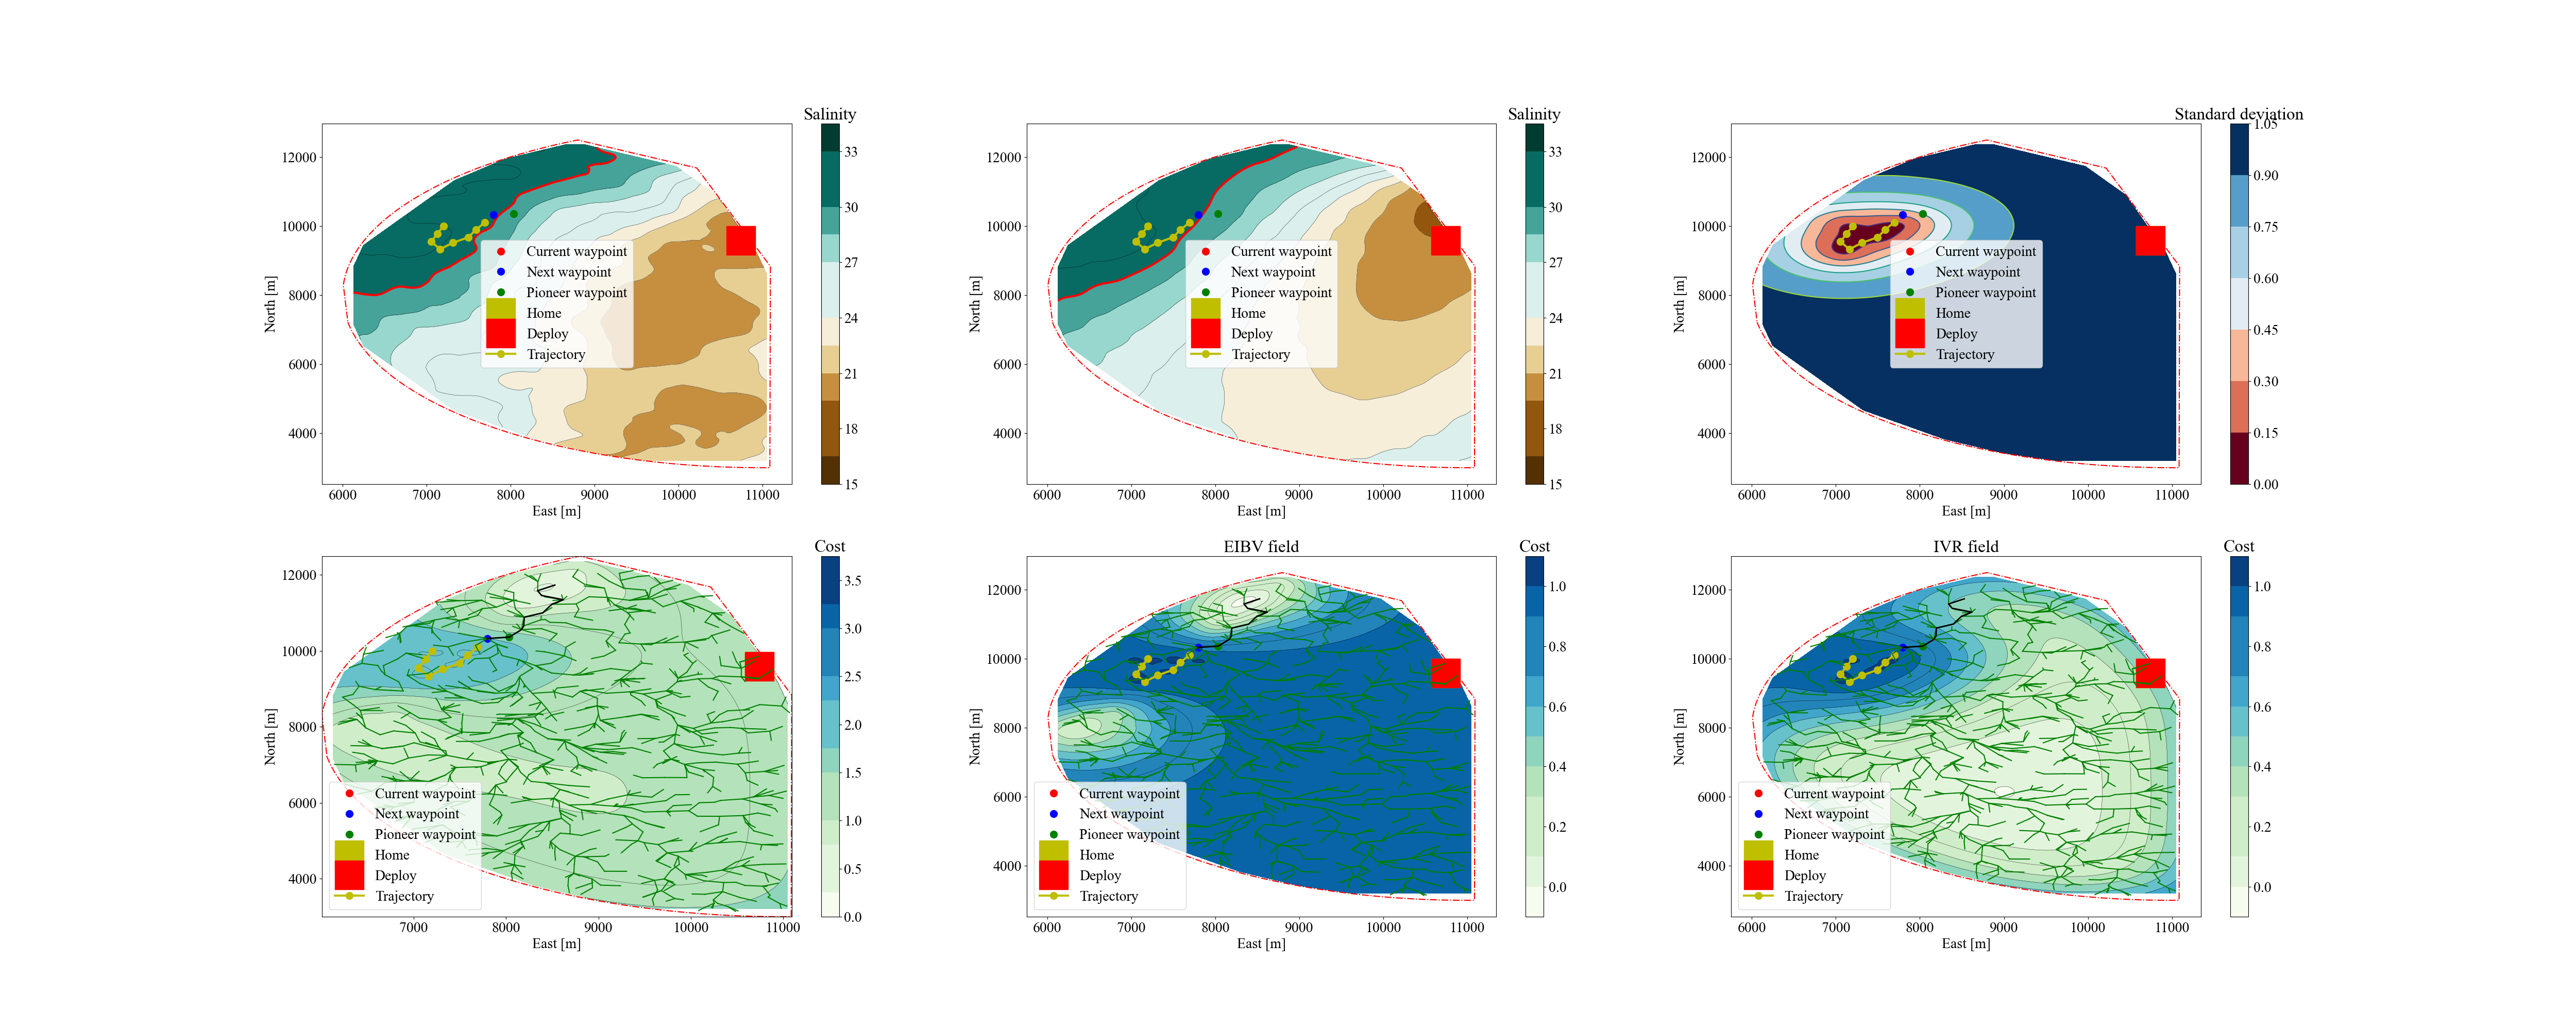 Salinity
12000
10000
8000
6000
4000
North [m]
6000 7000 8000 9000 10000 11000
East [m]
33
30
27
24
21
18
15
Current waypoint
Next waypoint
Pioneer waypoint
Home
Deploy
Trajectory
Salinity
12000
10000
8000
6000
4000
North [m]
6000 7000 8000 9000 10000 11000
East [m]
33
30
27
24
21
18
15
Current waypoint
Next waypoint
Pioneer waypoint
Home
Deploy
Trajectory
Standard deviation
12000
10000
8000
6000
4000
North [m]
6000 7000 8000 9000 10000 11000
East [m]
1.05
0.90
0.75
0.60
0.45
0.30
0.15
0.00
Current waypoint
Next waypoint
Pioneer waypoint
Home
Deploy
Trajectory
Cost
12000
10000
8000
6000
4000
North [m]
7000 8000 9000 10000 11000
East [m]
3.5
3.0
2.5
2.0
1.5
1.0
0.5
0.0
Current waypoint
Next waypoint
Pioneer waypoint
Home
Deploy
Trajectory
EIBV field
Cost
12000
10000
8000
6000
4000
North [m]
6000 7000 8000 9000 10000 11000
East [m]
1.0
0.8
0.6
0.4
0.2
0.0
Current waypoint
Next waypoint
Pioneer waypoint
Home
Deploy
Trajectory
IVR field
Cost
12000
10000
8000
6000
4000
North [m]
6000 7000 8000 9000 10000 11000
East [m]
1.0
0.8
0.6
0.4
0.2
0.0
Current waypoint
Next waypoint
Pioneer waypoint
Home
Deploy
Trajectory